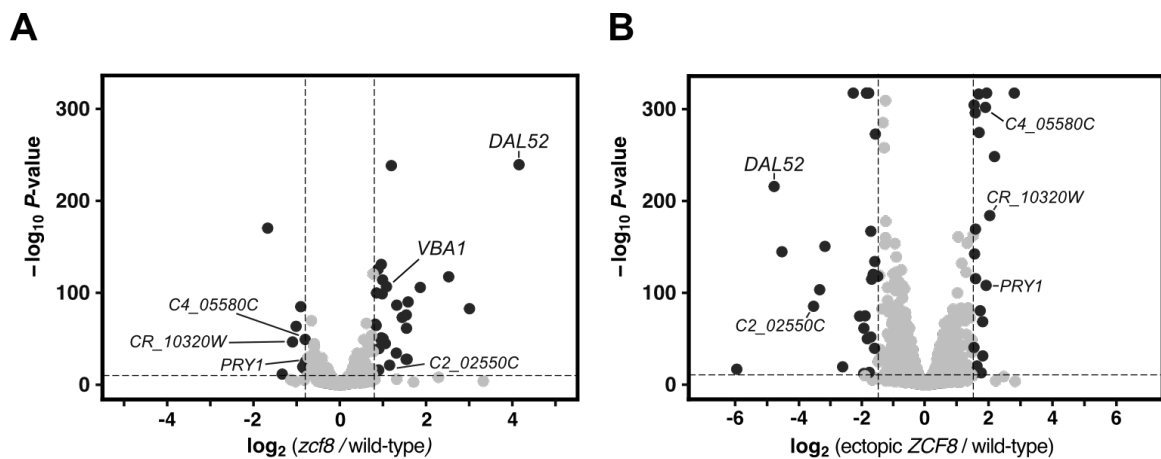 A
B
– log10 P-value
300
200
100
0
DAL52
VBA1
C4_05580C
CR_10320W
PRY1
C2_02550C
-4
-2
0
2
4
log2 (zcf8 / wild-type)
– log10 P-value
300
200
100
0
C4_05580C
DAL52
CR_10320W
PRY1
C2_02550C
-6
-4
-2
0
2
4
6
log2 (ectopic ZCF8 / wild-type)